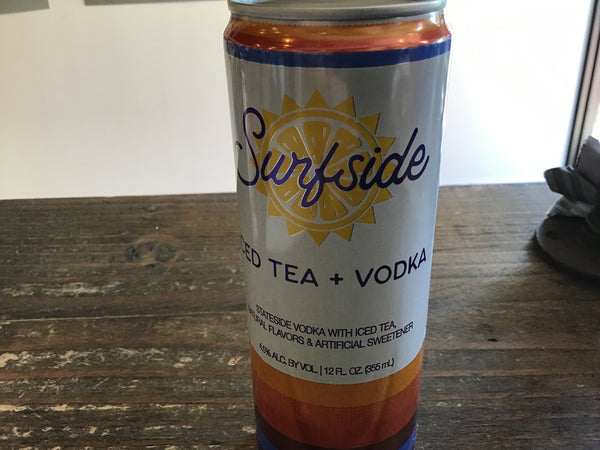 Surfside
ICED TEA + VODKA
STATESIDE VODKA WITH ICED TEA,
NATURAL FLAVORS & ARTIFICIAL SWEETENER
4.5% ALC. BY VOL. | 12 FL. OZ. (355 mL)